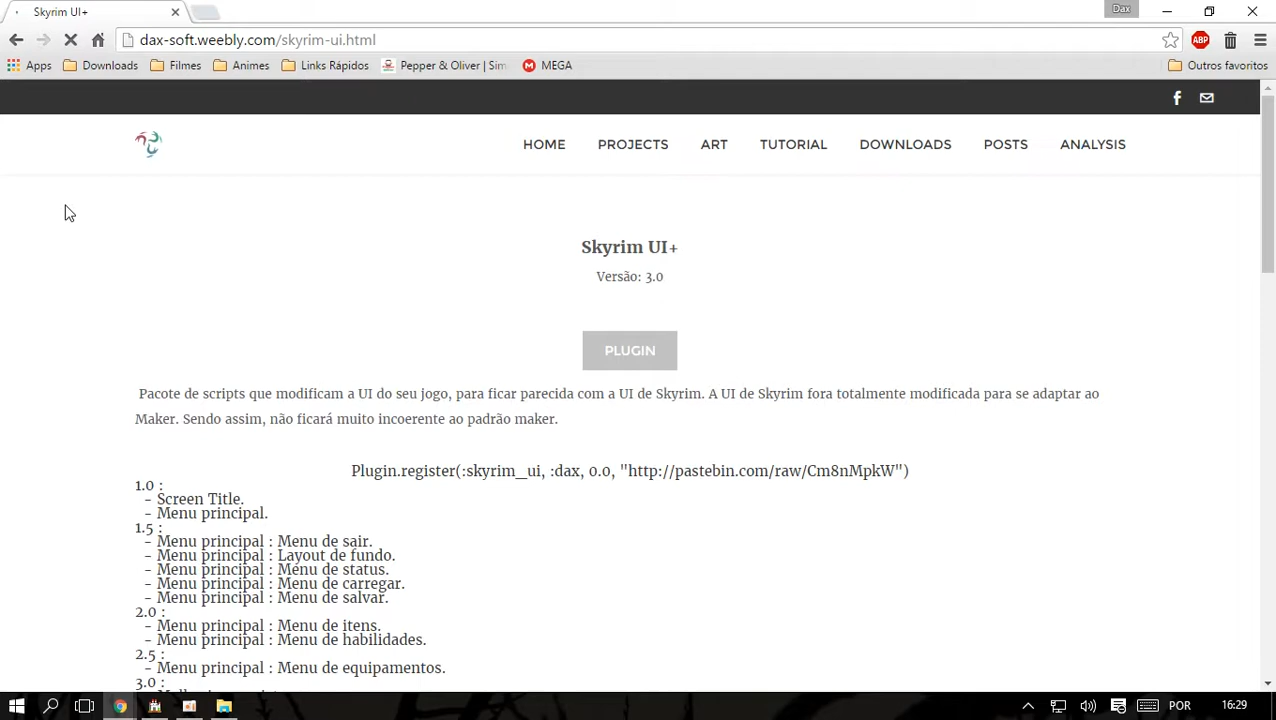 Skyrim UI+
Dax
dax-soft.weebly.com/skyrim-ui.html
ABP
Apps
Downloads
Filmes
Animes
Links Rápidos
Pepper & Oliver | Sim
M MEGA
Outros favoritos
HOME
PROJECTS
ART
TUTORIAL
DOWNLOADS
POSTS
ANALYSIS
Skyrim UI+
Versão: 3.0
PLUGIN
Pacote de scripts que modificam a UI do seu jogo, para ficar parecida com a UI de Skyrim. A UI de Skyrim fora totalmente modificada para se adaptar ao
Maker. Sendo assim, não ficará muito incoerente ao padrão maker.
Plugin.register(:skyrim_ui, :dax, 0.0, "http://pastebin.com/raw/Cm8nMpkW")
1.0 :
- Screen Title.
- Menu principal.
1.5 :
- Menu principal : Menu de sair.
- Menu principal : Layout de fundo.
- Menu principal : Menu de status.
- Menu principal : Menu de carregar.
- Menu principal : Menu de salvar.
2.0 :
- Menu principal : Menu de itens.
- Menu principal : Menu de habilidades.
2.5 :
- Menu principal : Menu de equipamentos.
3.0 :
POR
16:29